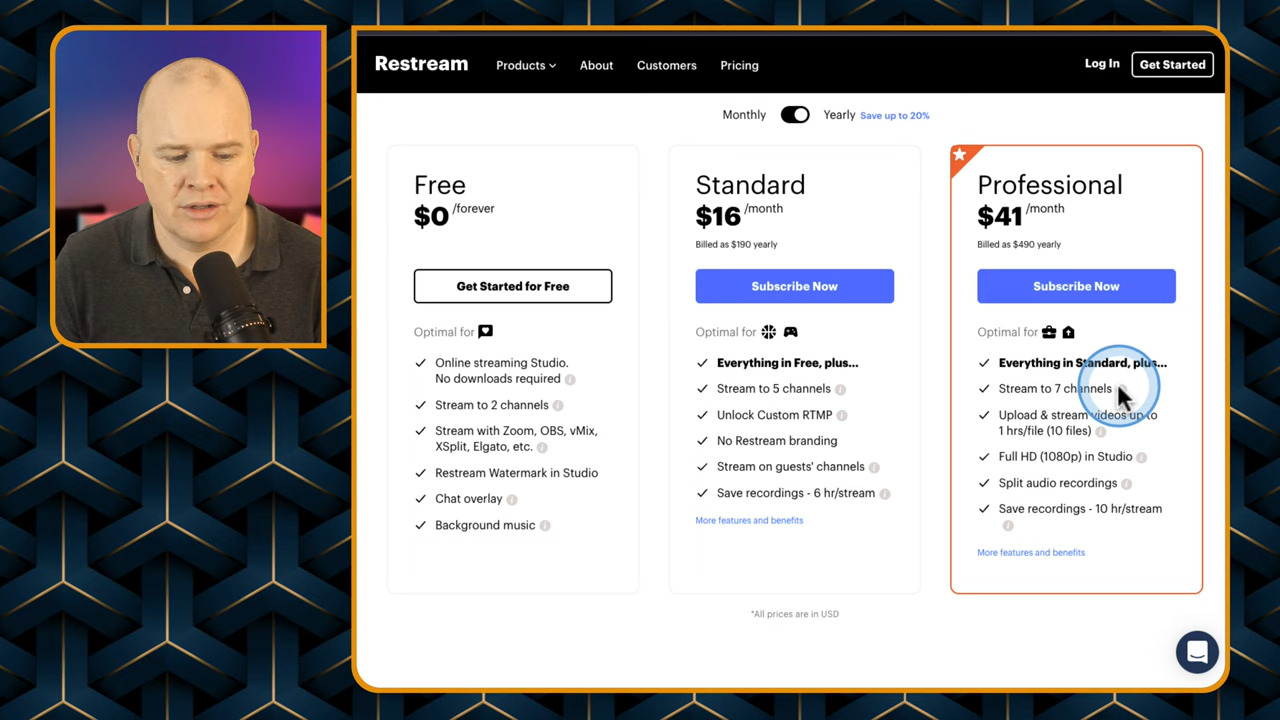 Restream
Products
About
Customers
Pricing
Log In
Get Started
Monthly
Yearly
Save up to 20%
Free
$0 /forever
Get Started for Free
Optimal for
Online streaming Studio.
No downloads required
Stream to 2 channels
Stream with Zoom, OBS, vMix,
XSplit, Elgato, etc.
Restream Watermark in Studio
Chat overlay
Background music
Standard
$16 /month
Billed as $190 yearly
Subscribe Now
Optimal for
Everything in Free, plus...
Stream to 5 channels
Unlock Custom RTMP
No Restream branding
Stream on guests' channels
Save recordings - 6 hr/stream
More features and benefits
Professional
$41 /month
Billed as $490 yearly
Subscribe Now
Optimal for
Everything in Standard, plus...
Stream to 7 channels
Upload & stream videos up to
1 hrs/file (10 files)
Full HD (1080p) in Studio
Split audio recordings
Save recordings - 10 hr/stream
More features and benefits
*All prices are in USD